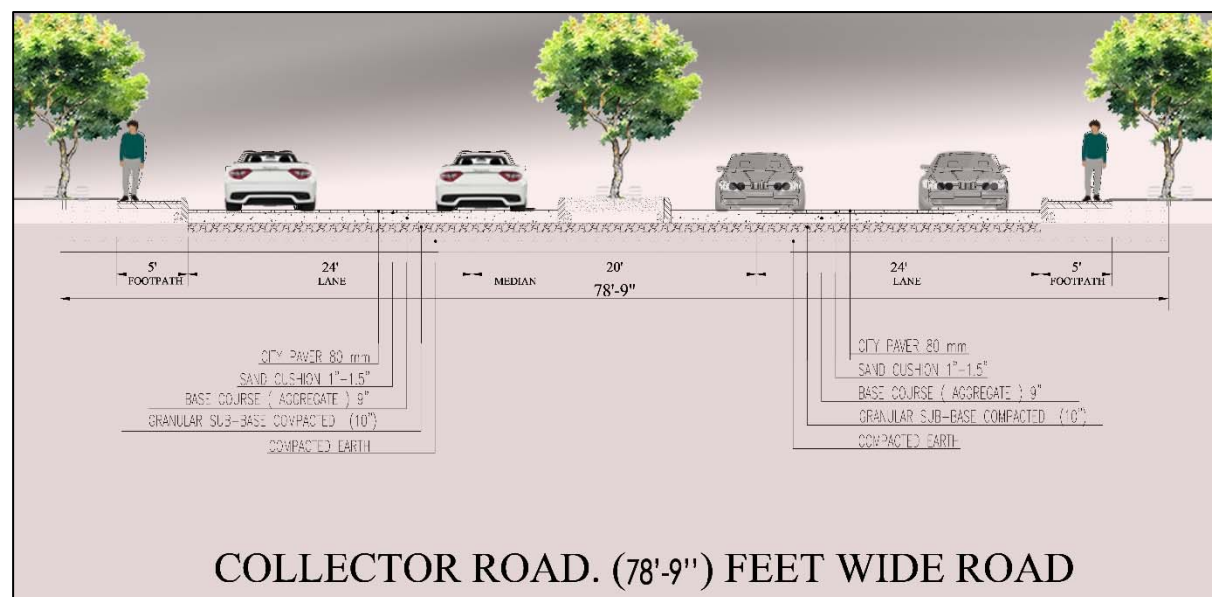 5' 24' 20' 24' 5'
FOOTPATH LANE MEDIAN LANE FOOTPATH
78'-9"
CITY PAVER 80 mm
SAND CUSHION 1"-1.5"
BASE COURSE ( AGGREGATE ) 9"
GRANULAR SUB-BASE COMPACTED (10")
COMPACTED EARTH
CITY PAVER 80 mm
SAND CUSHION 1"-1.5"
BASE COURSE ( AGGREGATE ) 9"
GRANULAR SUB-BASE COMPACTED (10")
COMPACTED EARTH
COLLECTOR ROAD. (78'-9'') FEET WIDE ROAD